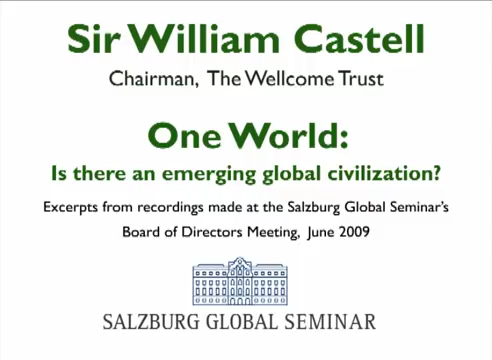 Sir William Castell
Chairman, The Wellcome Trust
One World:
Is there an emerging global civilization?
Excerpts from recordings made at the Salzburg Global Seminar's
Board of Directors Meeting, June 2009
SALZBURG GLOBAL SEMINAR